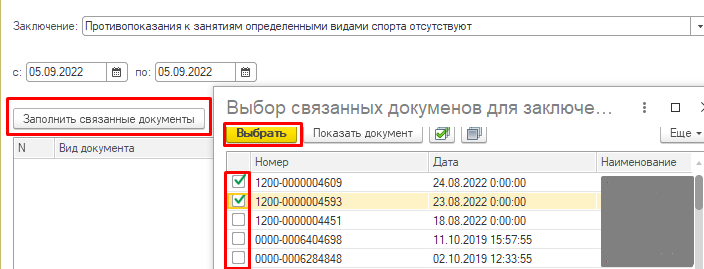 Заключение: Противопоказания к занятиям определенными видами спорта отсутствуют
с: 05.09.2022 по: 05.09.2022
Заполнить связанные документы
N Вид документа
Выбор связанных докуменов для заключе...
Выбрать Показать документ Еще
Номер Дата Наименование
1200-0000004609 24.08.2022 0:00:00
1200-0000004593 23.08.2022 0:00:00
1200-0000004451 18.08.2022 0:00:00
0000-0006404698 11.10.2019 15:57:55
0000-0006284848 02.10.2019 12:33:55